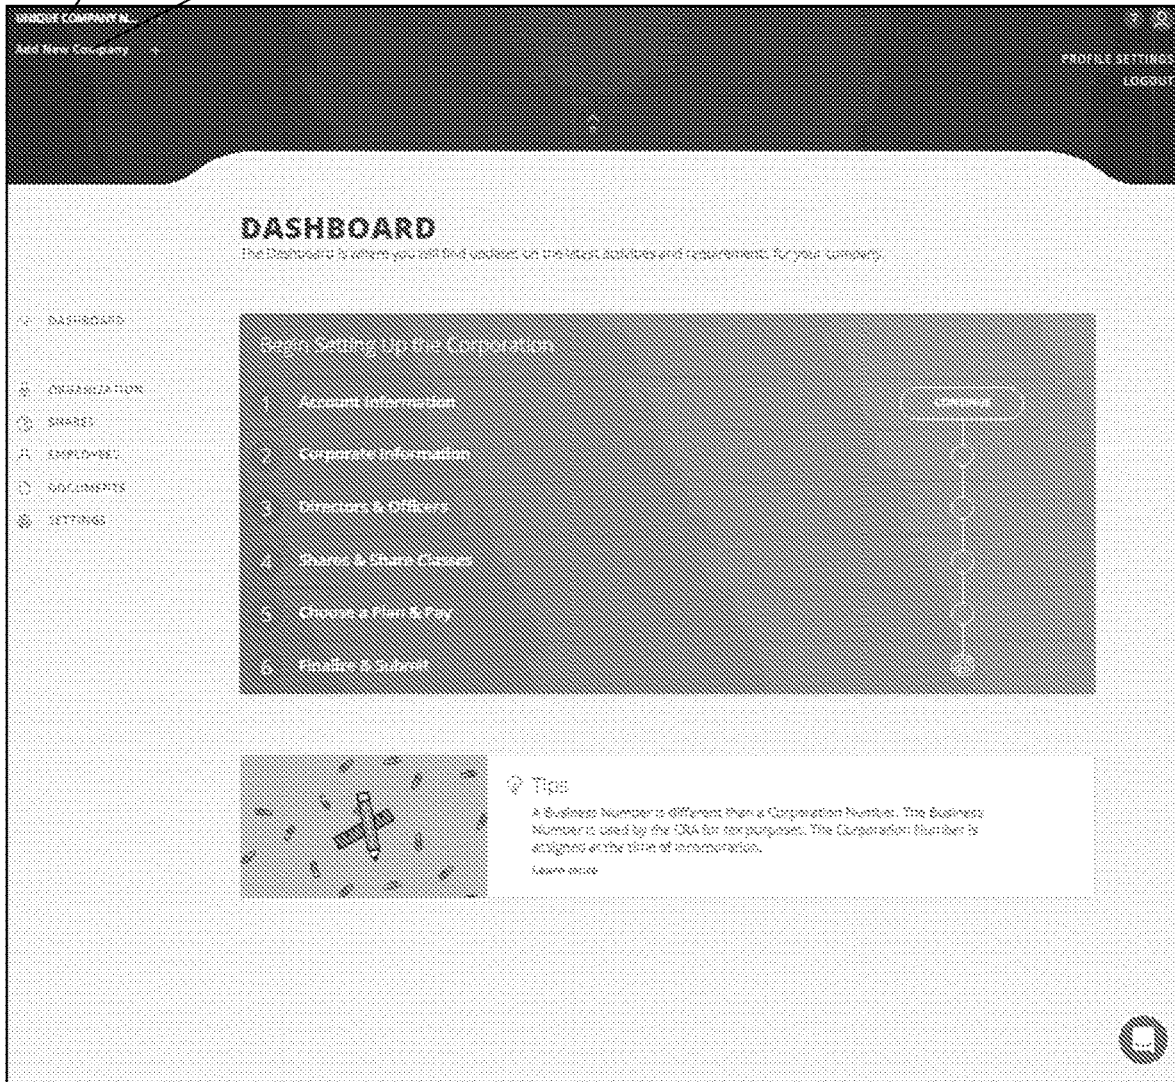 UNIQUE COMPANY N...
Add New Company
PROFILE SETTINGS
LOGOUT
DASHBOARD
The Dashboard is where you will find updates on the latest activities and requirements for your company.
DASHBOARD
ORGANIZATION
SHARES
EMPLOYEES
DOCUMENTS
SETTINGS
Begin Setting Up the Corporation
1 Account Information
2 Corporate Information
3 Directors & Officers
4 Shares & Share Classes
5 Choose a Plan & Pay
6 Finalize & Submit
Tips
A Business Number is different than a Corporation Number. The Business
Number is used by the CRA for tax purposes. The Corporation Number is
assigned at the time of incorporation.
Learn more